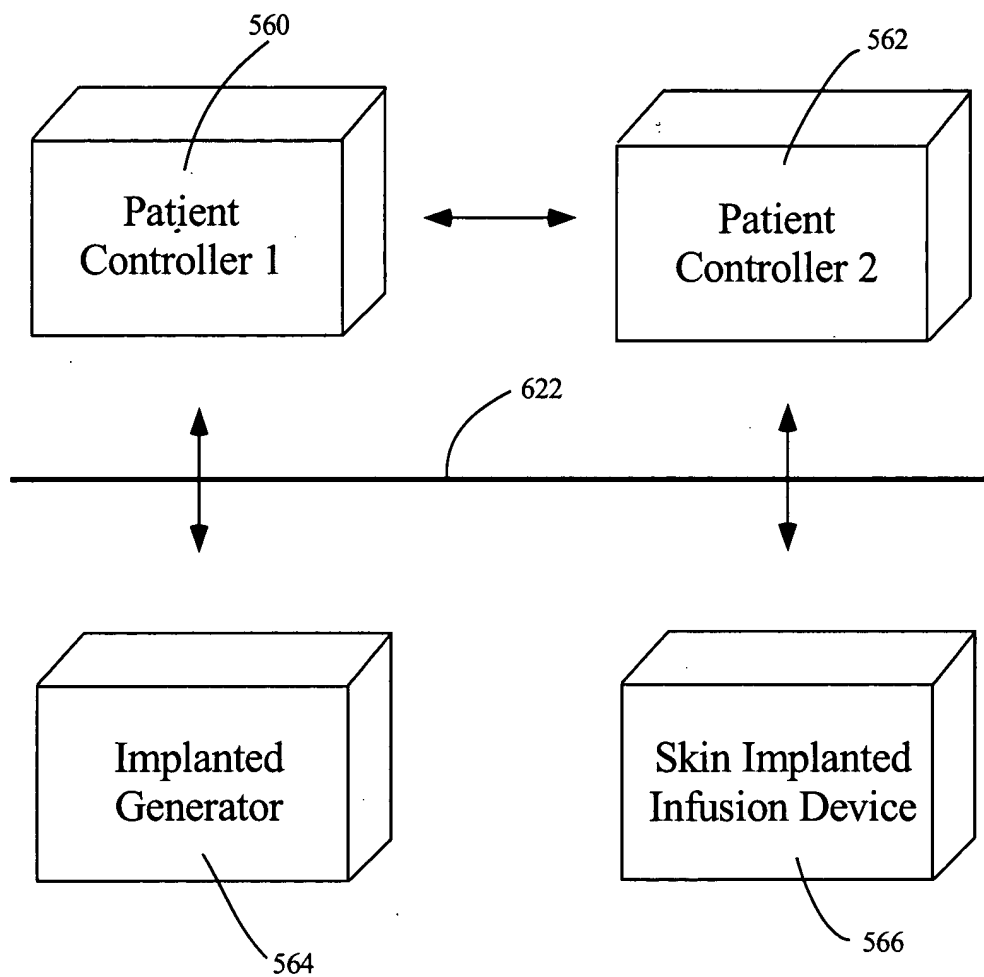 560
562
Patient
Controller 1
Patient
Controller 2
622
Implanted
Generator
Skin Implanted
Infusion Device
564
566